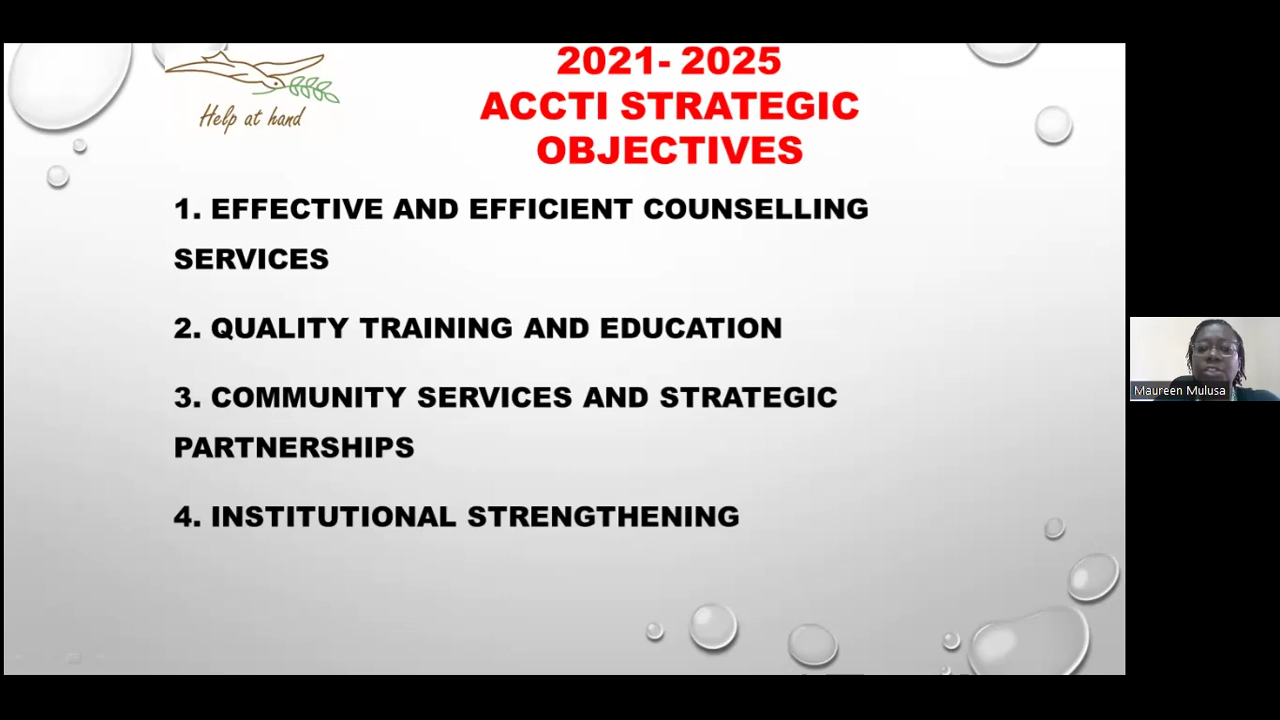 2021- 2025
ACCTI STRATEGIC
OBJECTIVES
Help at hand
1. EFFECTIVE AND EFFICIENT COUNSELLING
SERVICES
2. QUALITY TRAINING AND EDUCATION
3. COMMUNITY SERVICES AND STRATEGIC
PARTNERSHIPS
4. INSTITUTIONAL STRENGTHENING
Maureen Mulusa